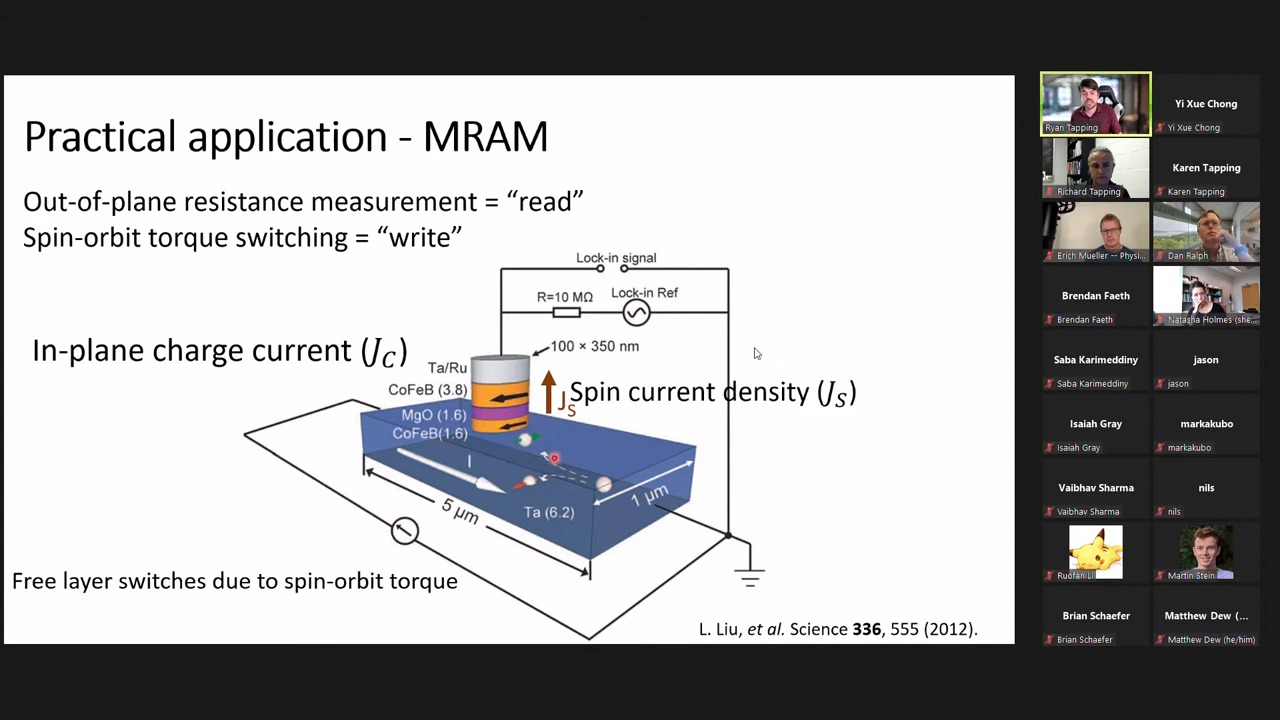 Practical application - MRAM
Out-of-plane resistance measurement = “read”
Spin-orbit torque switching = “write”
Lock-in signal
R=10 MΩ
Lock-in Ref
In-plane charge current (J_C)
100 × 350 nm
Ta/Ru
CoFeB (3.8)
MgO (1.6)
CoFeB(1.6)
J_S
Spin current density (J_S)
I
5 μm
Ta (6.2)
1 μm
Free layer switches due to spin-orbit torque
L. Liu, et al. Science 336, 555 (2012).
Ryan Tapping
Yi Xue Chong
Yi Xue Chong
Richard Tapping
Karen Tapping
Karen Tapping
Erich Mueller -- Physi...
Dan Ralph
Brendan Faeth
Brendan Faeth
Natasha Holmes (she...
Saba Karimeddiny
Saba Karimeddiny
jason
jason
Isaiah Gray
Isaiah Gray
markakubo
markakubo
Vaibhav Sharma
Vaibhav Sharma
nils
nils
Ruofan Li
Martin Stein
Brian Schaefer
Brian Schaefer
Matthew Dew (...
Matthew Dew (he/him)